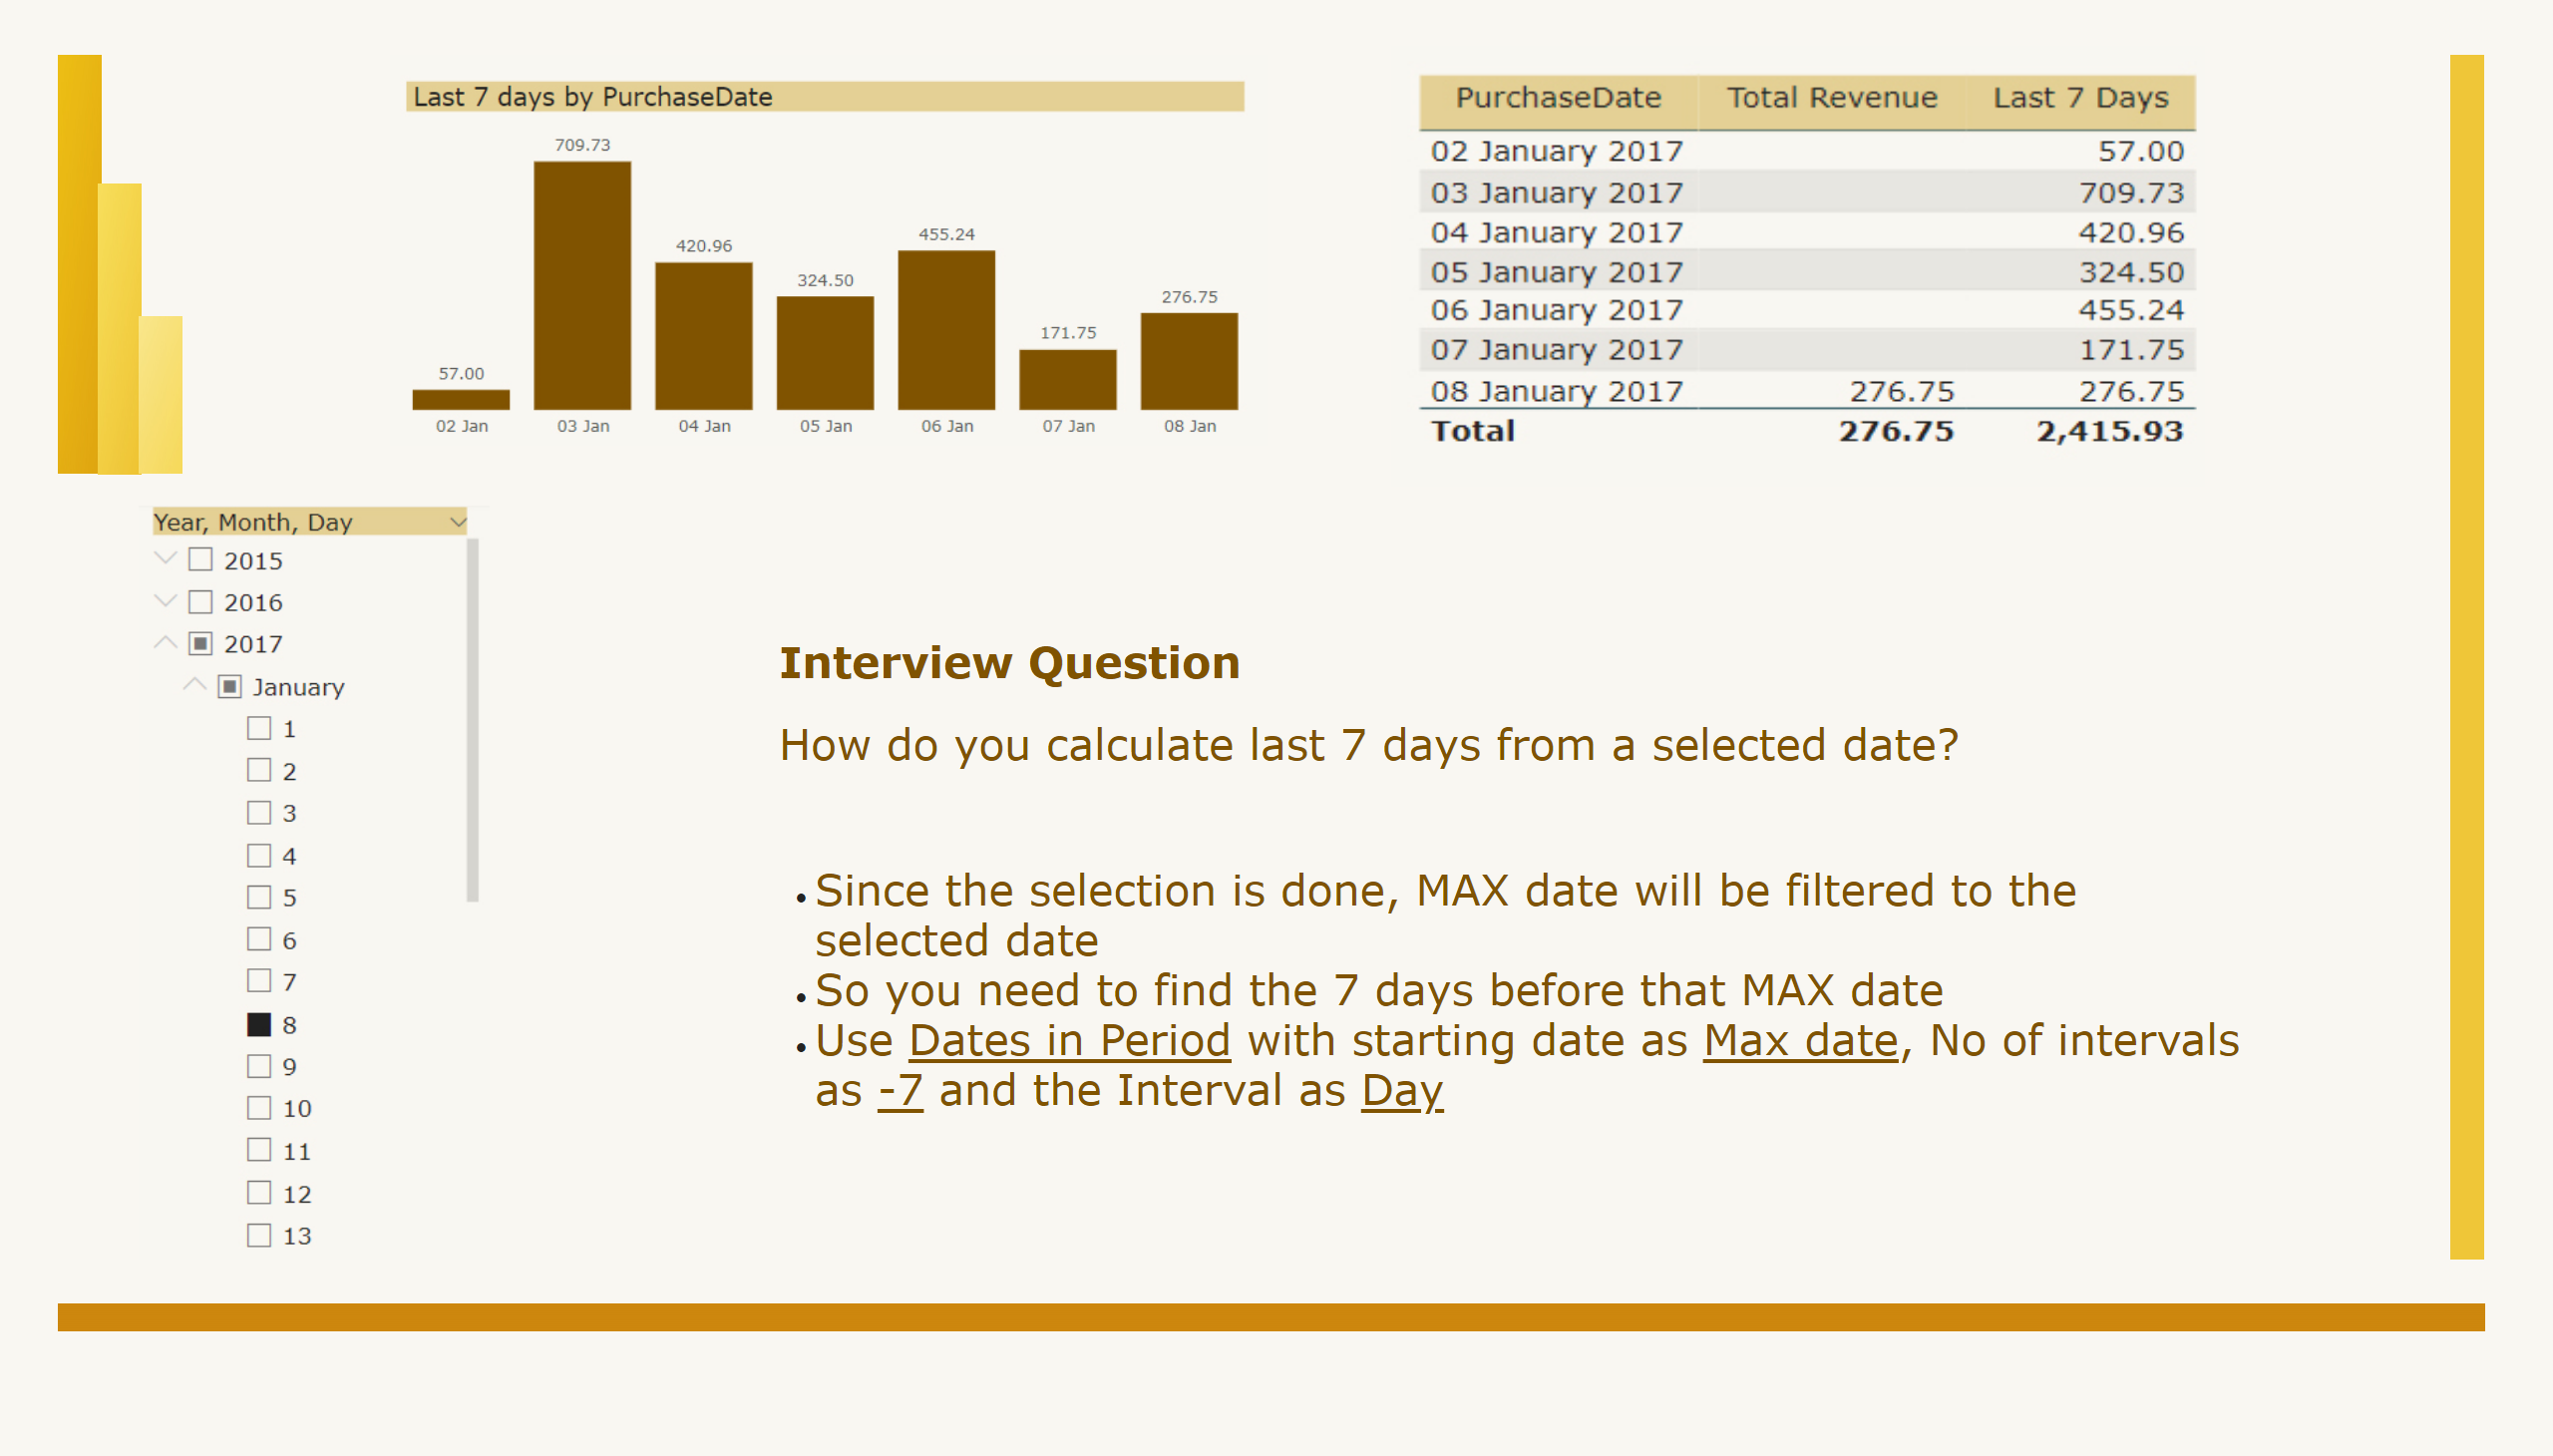 Last 7 days by PurchaseDate
709.73
455.24
420.96
324.50
276.75
171.75
57.00
02 Jan 03 Jan 04 Jan 05 Jan 06 Jan 07 Jan 08 Jan
PurchaseDate Total Revenue Last 7 Days
02 January 2017 57.00
03 January 2017 709.73
04 January 2017 420.96
05 January 2017 324.50
06 January 2017 455.24
07 January 2017 171.75
08 January 2017 276.75 276.75
Total 276.75 2,415.93
Year, Month, Day
2015
2016
2017
January
1
2
3
4
5
6
7
8
9
10
11
12
13
Interview Question
How do you calculate last 7 days from a selected date?
•Since the selection is done, MAX date will be filtered to the
selected date
•So you need to find the 7 days before that MAX date
•Use Dates in Period with starting date as Max date, No of intervals
as -7 and the Interval as Day